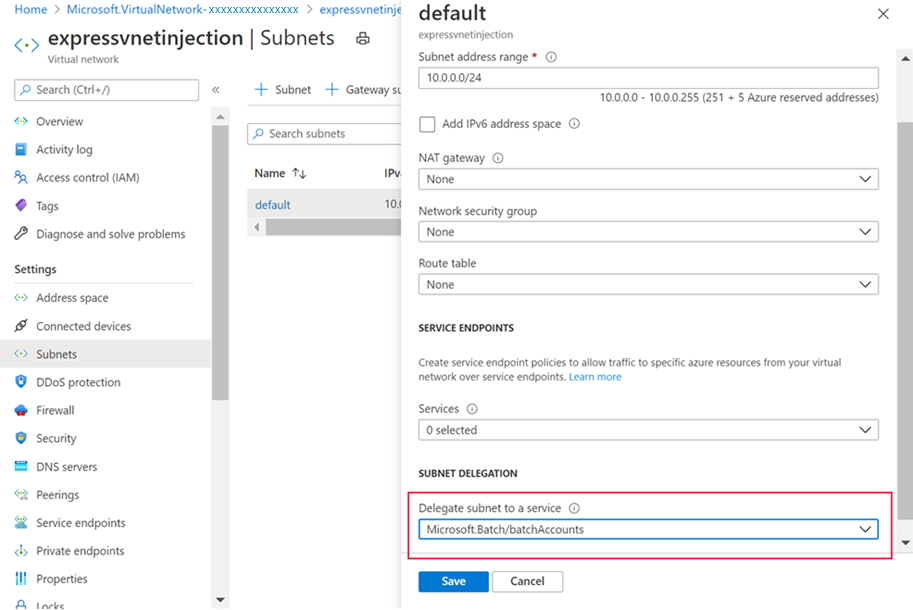 Home > Microsoft.VirtualNetwork-xxxxxxxxxxxxxxx > expressvnetinje
expressvnetinjection | Subnets
Virtual network
Search (Ctrl+/)
«
Overview
Activity log
Access control (IAM)
Tags
Diagnose and solve problems
Settings
Address space
Connected devices
Subnets
DDoS protection
Firewall
Security
DNS servers
Peerings
Service endpoints
Private endpoints
Properties
Locks
+ Subnet + Gateway su
Search subnets
Name ↑↓ IPv
default 10.0
default
expressvnetinjection
Subnet address range *
10.0.0.0/24
10.0.0.0 - 10.0.0.255 (251 + 5 Azure reserved addresses)
Add IPv6 address space
NAT gateway
None
Network security group
None
Route table
None
SERVICE ENDPOINTS
Create service endpoint policies to allow traffic to specific azure resources from your virtual
network over service endpoints. Learn more
Services
0 selected
SUBNET DELEGATION
Delegate subnet to a service
Microsoft.Batch/batchAccounts
Save Cancel